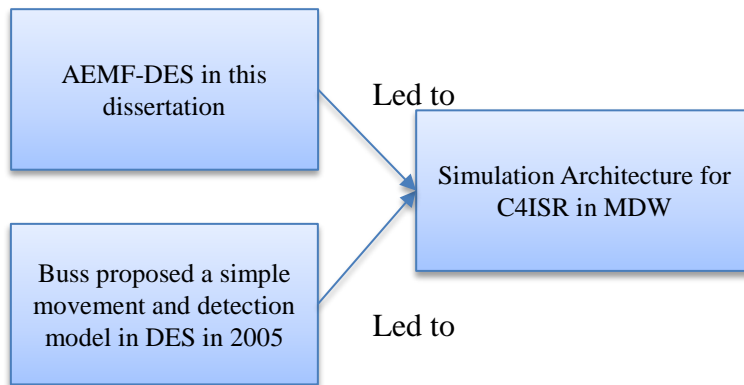 AEMF-DES in this
dissertation
Led to
Simulation Architecture for
C4ISR in MDW
Buss proposed a simple
movement and detection
model in DES in 2005
Led to